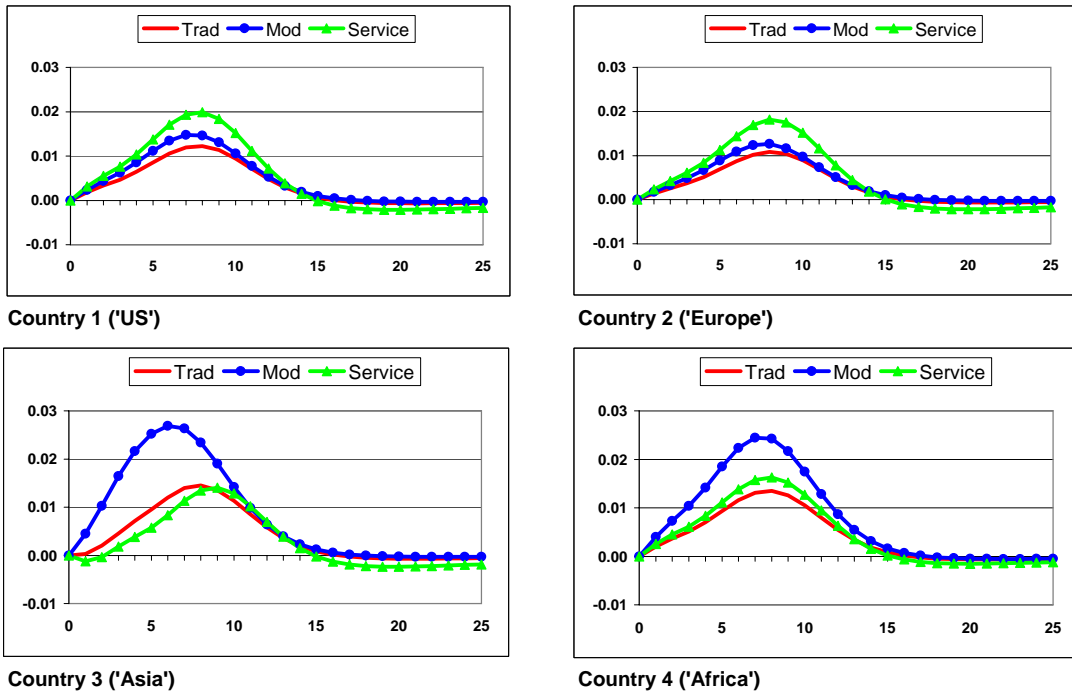 Trad Mod Service
0.03
0.02
0.01
0.00
-0.01
0 5 10 15 20 25
Country 1 ('US')
Trad Mod Service
0.03
0.02
0.01
0.00
-0.01
0 5 10 15 20 25
Country 2 ('Europe')
Trad Mod Service
0.03
0.02
0.01
0.00
-0.01
0 5 10 15 20 25
Country 3 ('Asia')
Trad Mod Service
0.03
0.02
0.01
0.00
-0.01
0 5 10 15 20 25
Country 4 ('Africa')